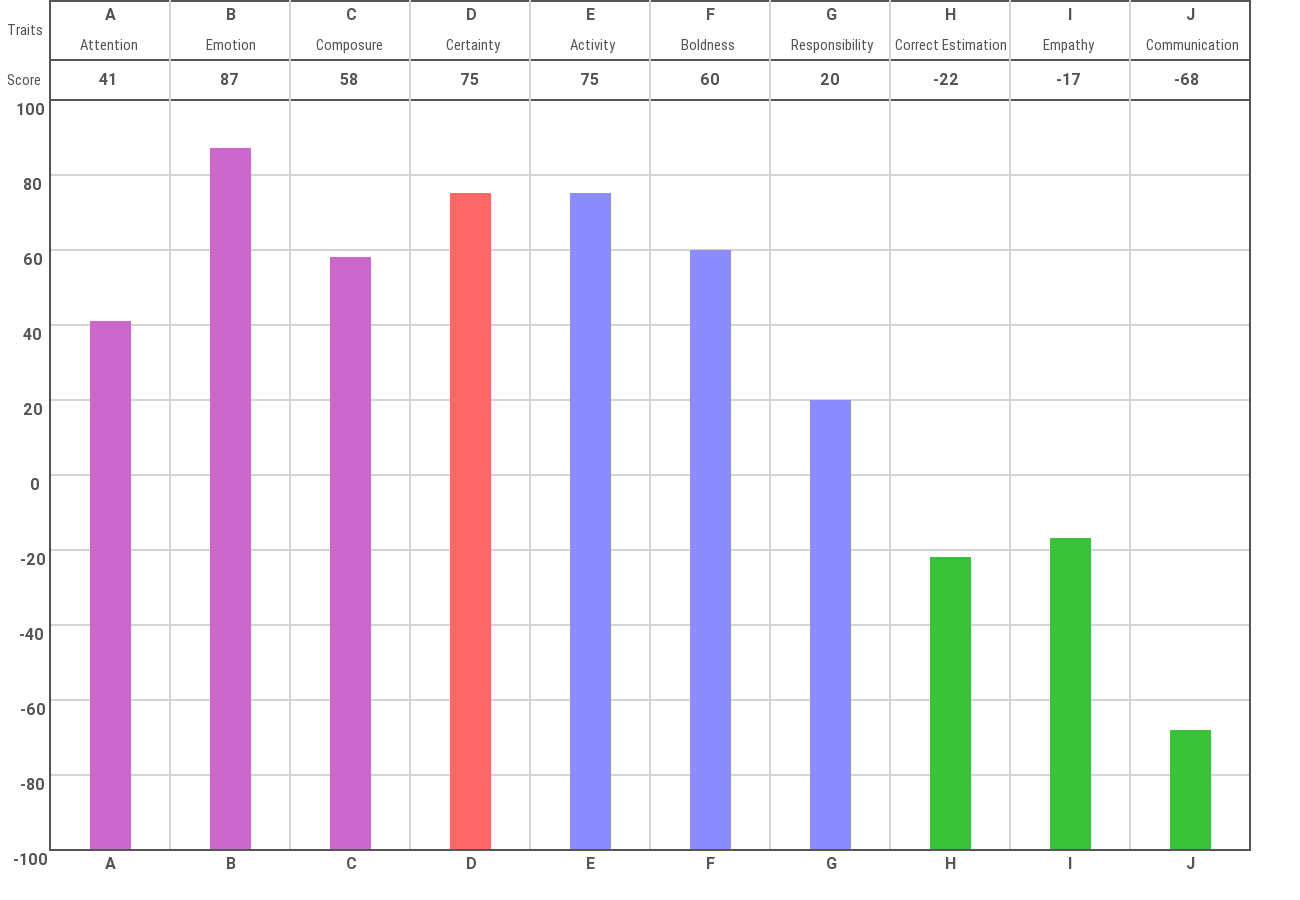 Traits A B C D E F G H I J
Attention Emotion Composure Certainty Activity Boldness Responsibility Correct Estimation Empathy Communication
Score 41 87 58 75 75 60 20 -22 -17 -68
100
80
60
40
20
0
-20
-40
-60
-80
-100
A B C D E F G H I J